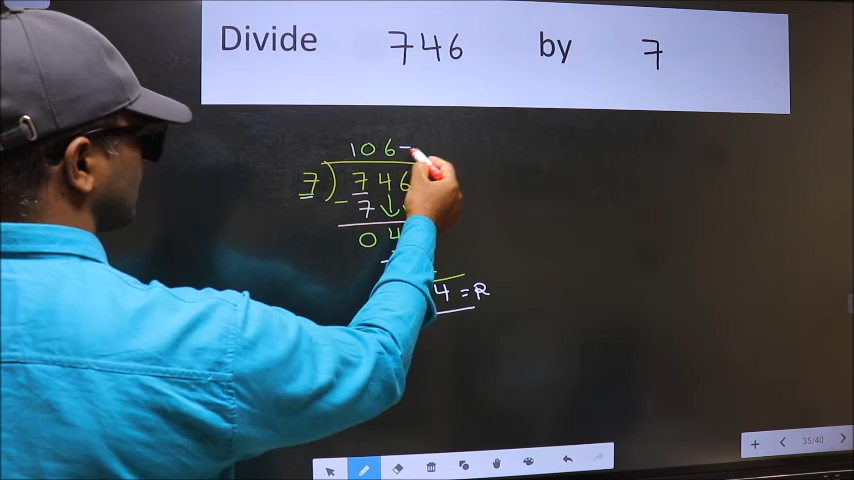 Divide 746 by 7
106 –
7 ) 746
– 7
04
–
4 = R
35/40